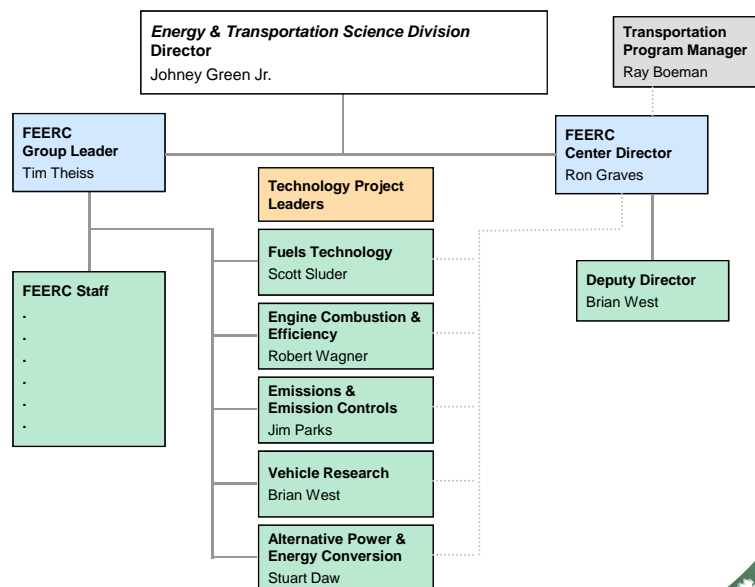 Energy & Transportation Science Division
Director
Johney Green Jr.
Transportation
Program Manager
Ray Boeman
FEERC
Group Leader
Tim Theiss
FEERC
Center Director
Ron Graves
Technology Project
Leaders
Fuels Technology
Scott Sluder
FEERC Staff
.
.
.
.
.
.
Deputy Director
Brian West
Engine Combustion &
Efficiency
Robert Wagner
Emissions &
Emission Controls
Jim Parks
Vehicle Research
Brian West
Alternative Power &
Energy Conversion
Stuart Daw